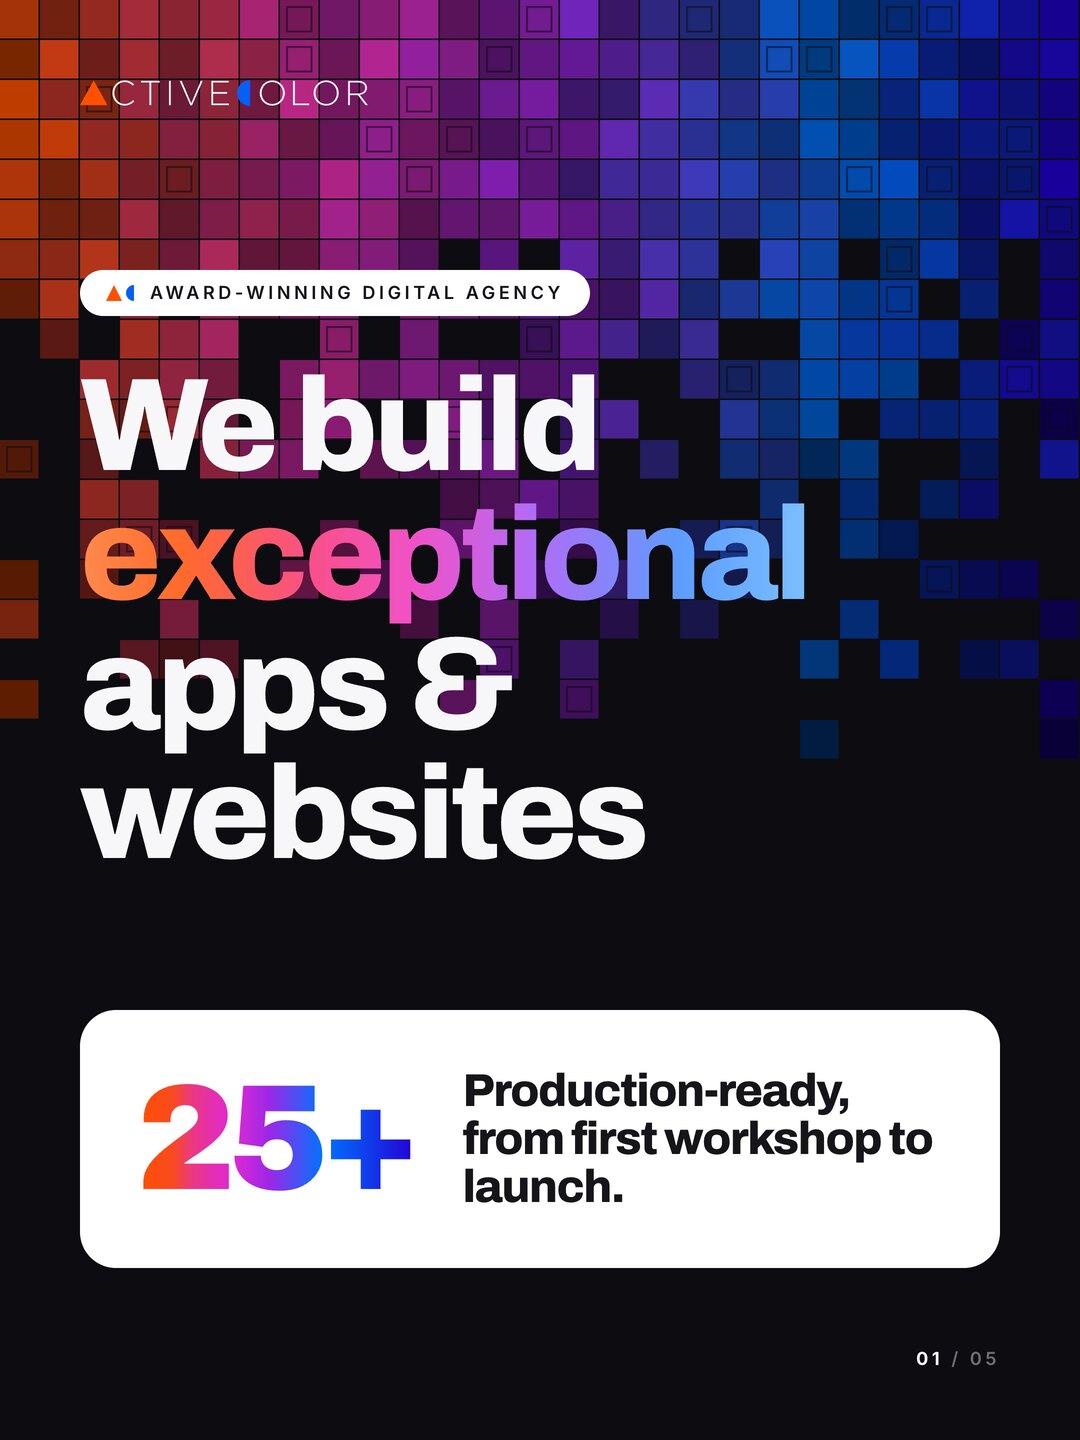 ACTIVECOLOR
AWARD-WINNING DIGITAL AGENCY
We build
exceptional
apps &
websites
25+
Production-ready,
from first workshop to
launch.
01 / 05